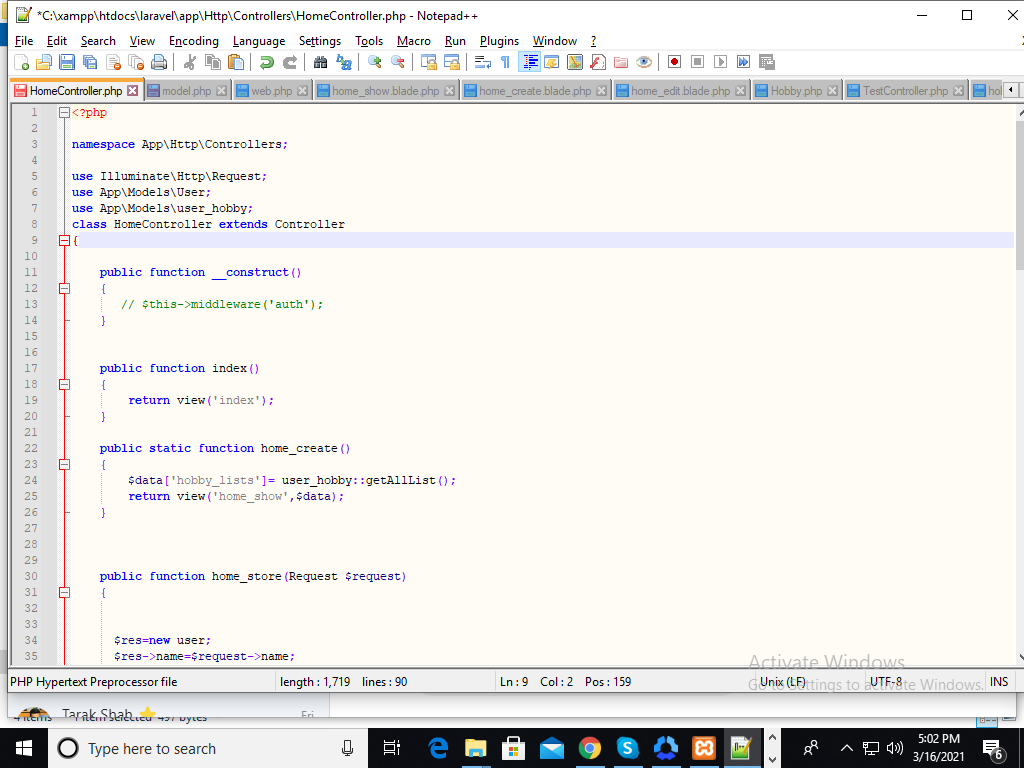 *C:\xampp\htdocs\laravel\app\Http\Controllers\HomeController.php - Notepad++
File Edit Search View Encoding Language Settings Tools Macro Run Plugins Window ?
HomeController.php model.php web.php home_show.blade.php home_create.blade.php home_edit.blade.php Hobby.php TestController.php hol
1 <?php
2
3 namespace App\Http\Controllers;
4
5 use Illuminate\Http\Request;
6 use App\Models\User;
7 use App\Models\user_hobby;
8 class HomeController extends Controller
9 {
10
11 public function __construct()
12 {
13 // $this->middleware('auth');
14 }
15
16
17 public function index()
18 {
19 return view('index');
20 }
21
22 public static function home_create()
23 {
24 $data['hobby_lists']= user_hobby::getAllList();
25 return view('home_show',$data);
26 }
27
28
29
30 public function home_store(Request $request)
31 {
32
33
34 $res=new user;
35 $res->name=$request->name;
Activate Windows
Go to Settings to activate Windows.
PHP Hypertext Preprocessor file length : 1,719 lines : 90 Ln : 9 Col : 2 Pos : 159 Unix (LF) UTF-8 INS
Tarak Shah Fri
4 items 1 item selected 497 bytes
Type here to search
5:02 PM
3/16/2021
6